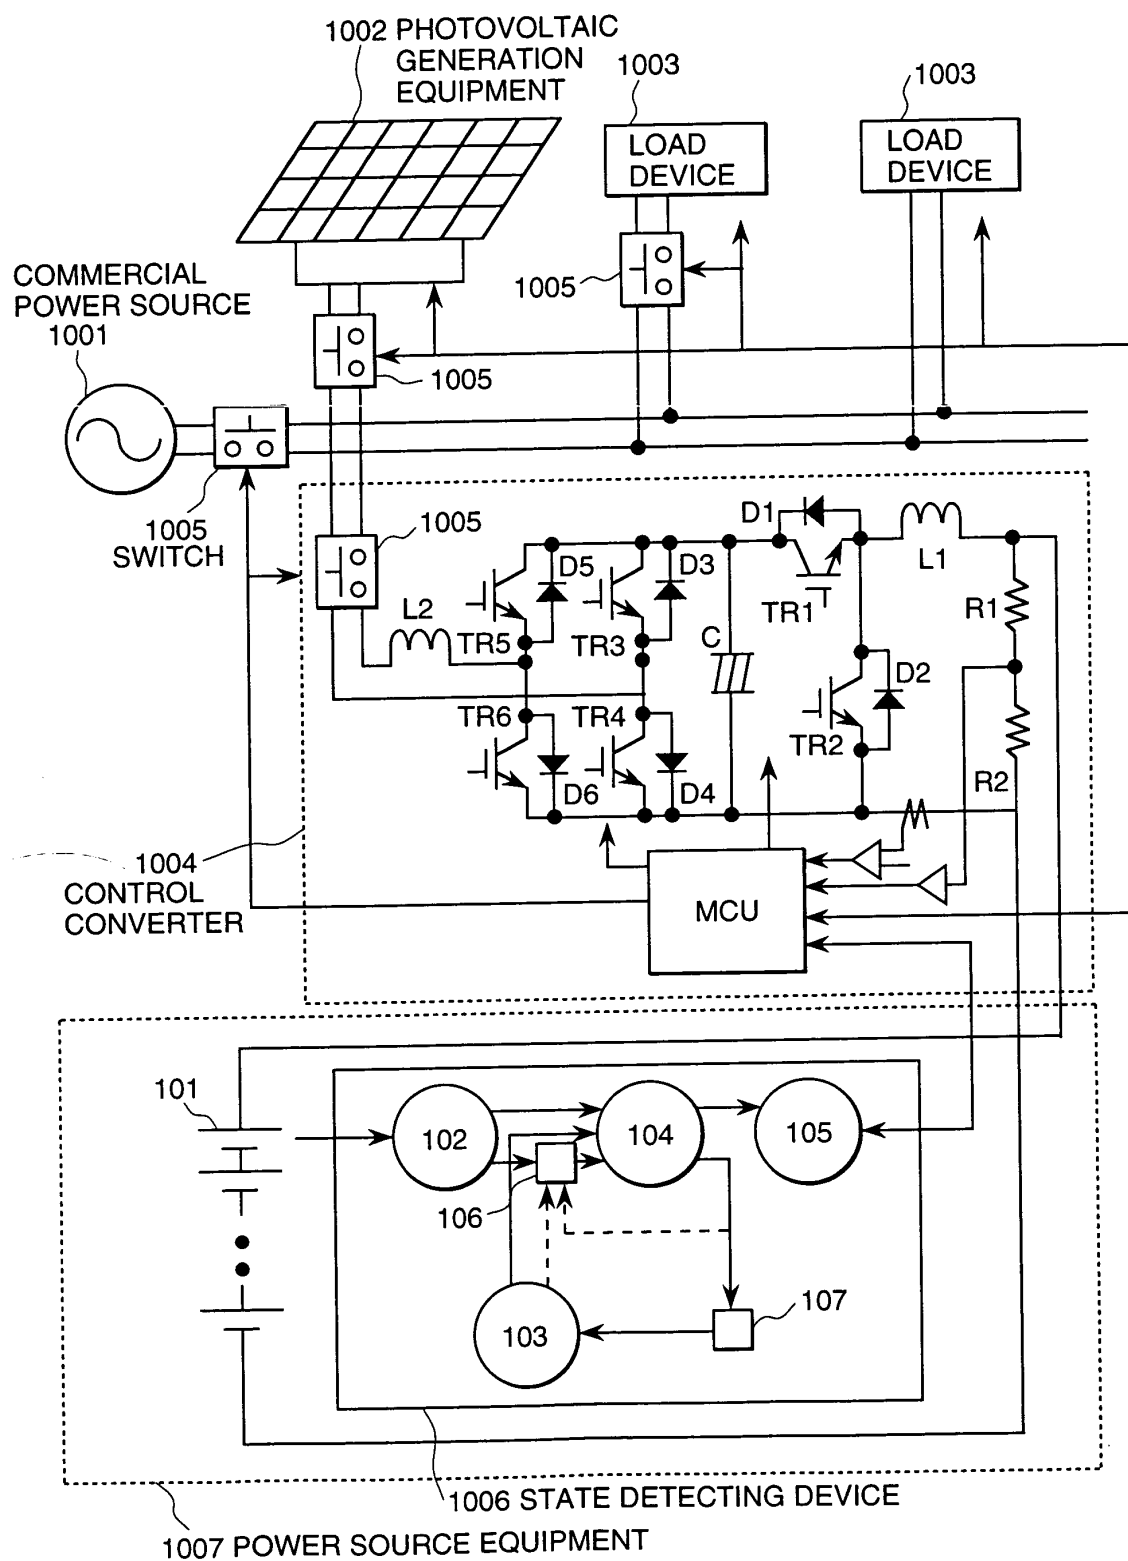 1002 PHOTOVOLTAIC
GENERATION
EQUIPMENT
1003
LOAD
DEVICE
1003
LOAD
DEVICE
1005
COMMERCIAL
POWER SOURCE
1001
1005
1005
SWITCH
1005
D1
L1
D5
D3
TR1
R1
L2
TR5
TR3
C
D2
TR6
TR4
TR2
D6
D4
R2
1004
CONTROL
CONVERTER
MCU
101
102
104
105
106
103
107
1006 STATE DETECTING DEVICE
1007 POWER SOURCE EQUIPMENT